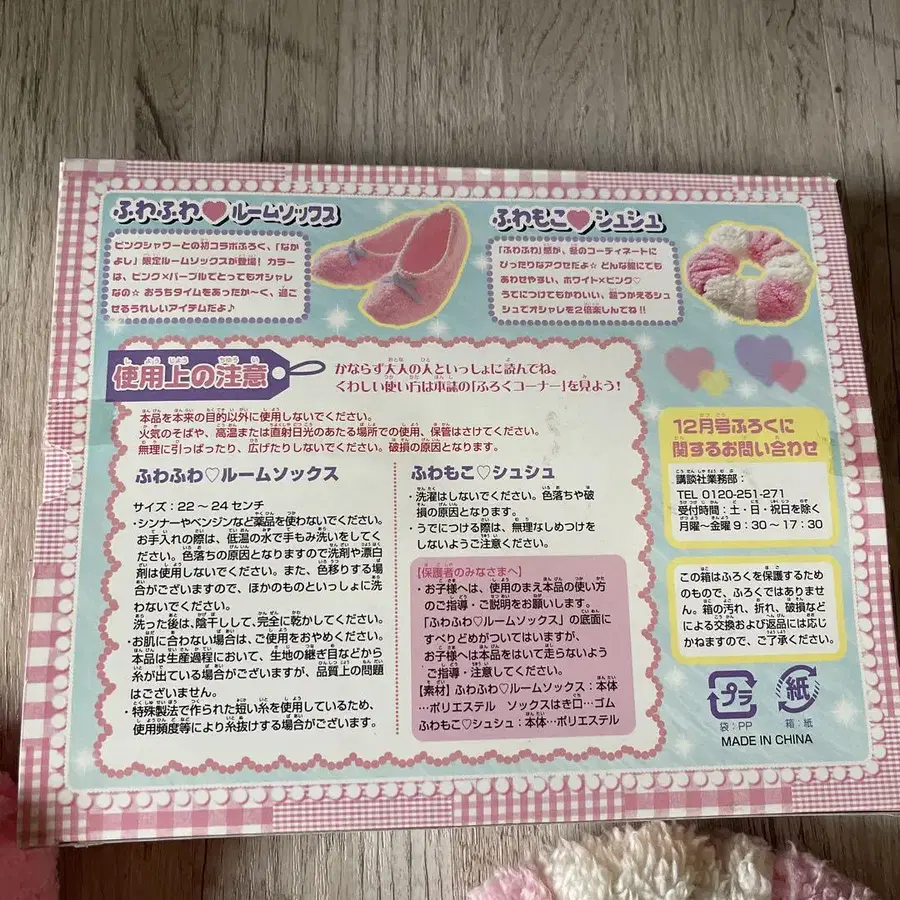 ふわふわ♥ルームソックス
ピンクシャワーとの初コラボふろく、「なか
よし」限定ルームソックスが登場! カラー
は、ピンク×パープルでとってもオシャレ
なの☆ おうちタイムをあったか〜く、過ご
せるうれしいアイテムだよ♪
ふわもこ♥シュシュ
「ふわふわ」感が、冬のコーディネートに
ぴったりなアクセだよ☆ どんな服にでも
あわせやすい、ホワイト×ピンク♡
うでにつけてもかわいい、超つかえるシュ
シュでオシャレを2倍楽しんでね!!
使用上の注意
かならず大人の人といっしょに読んでね。
くわしい使い方は本誌の「ふろくコーナー」を見よう!
本品を本来の目的以外に使用しないでください。
火気のそばや、高温または直射日光のあたる場所での使用、保管はさけてください。
無理に引っぱったり、広げたりしないでください。破損の原因となります。
ふわふわ♡ルームソックス
サイズ:22〜24センチ
・シンナーやベンジンなど薬品を使わないでください。
お手入れの際は、低温の水で手もみ洗いをしてく
ださい。色落ちの原因となりますので洗剤や漂白
剤は使用しないでください。また、色移りする場
合がございますので、ほかのものといっしょに洗
わないでください。
洗った後は、陰干しして、完全に乾かしてください。
・お肌に合わない場合は、ご使用をおやめください。
本品は生産過程において、生地の継ぎ目などから
糸が出ている場合がございますが、品質上の問題
はございません。
・特殊製法で作られた短い糸を使用しているため、
使用頻度等により糸抜けする場合がございます。
ふわもこ♡シュシュ
・洗濯はしないでください。色落ちや破
損の原因となります。
・うでにつける際は、無理なしめつけを
しないようご注意ください。
【保護者のみなさまへ】
・お子様へは、使用のまえ本品の使い方
のご指導・ご説明をお願いします。
「ふわふわ♡ルームソックス」の底面に
すべりどめがついてはいますが、
お子様へは本品をはいて走らないよう
ご指導・注意してください。
【素材】ふわふわ♡ルームソックス:本体
…ポリエステル ソックスはき口…ゴム
ふわもこ♡シュシュ:本体…ポリエステル
12月号ふろくに
関するお問い合わせ
講談社業務部:
TEL 0120-251-271
受付時間:土・日・祝日を除く
月曜〜金曜9:30〜17:30
この箱はふろくを保護するため
のもので、ふろくではありませ
ん。箱の汚れ、折れ、破損など
による交換および返品には応じ
かねますので、ご了承ください。
プラ
紙
袋:PP
箱:紙
MADE IN CHINA